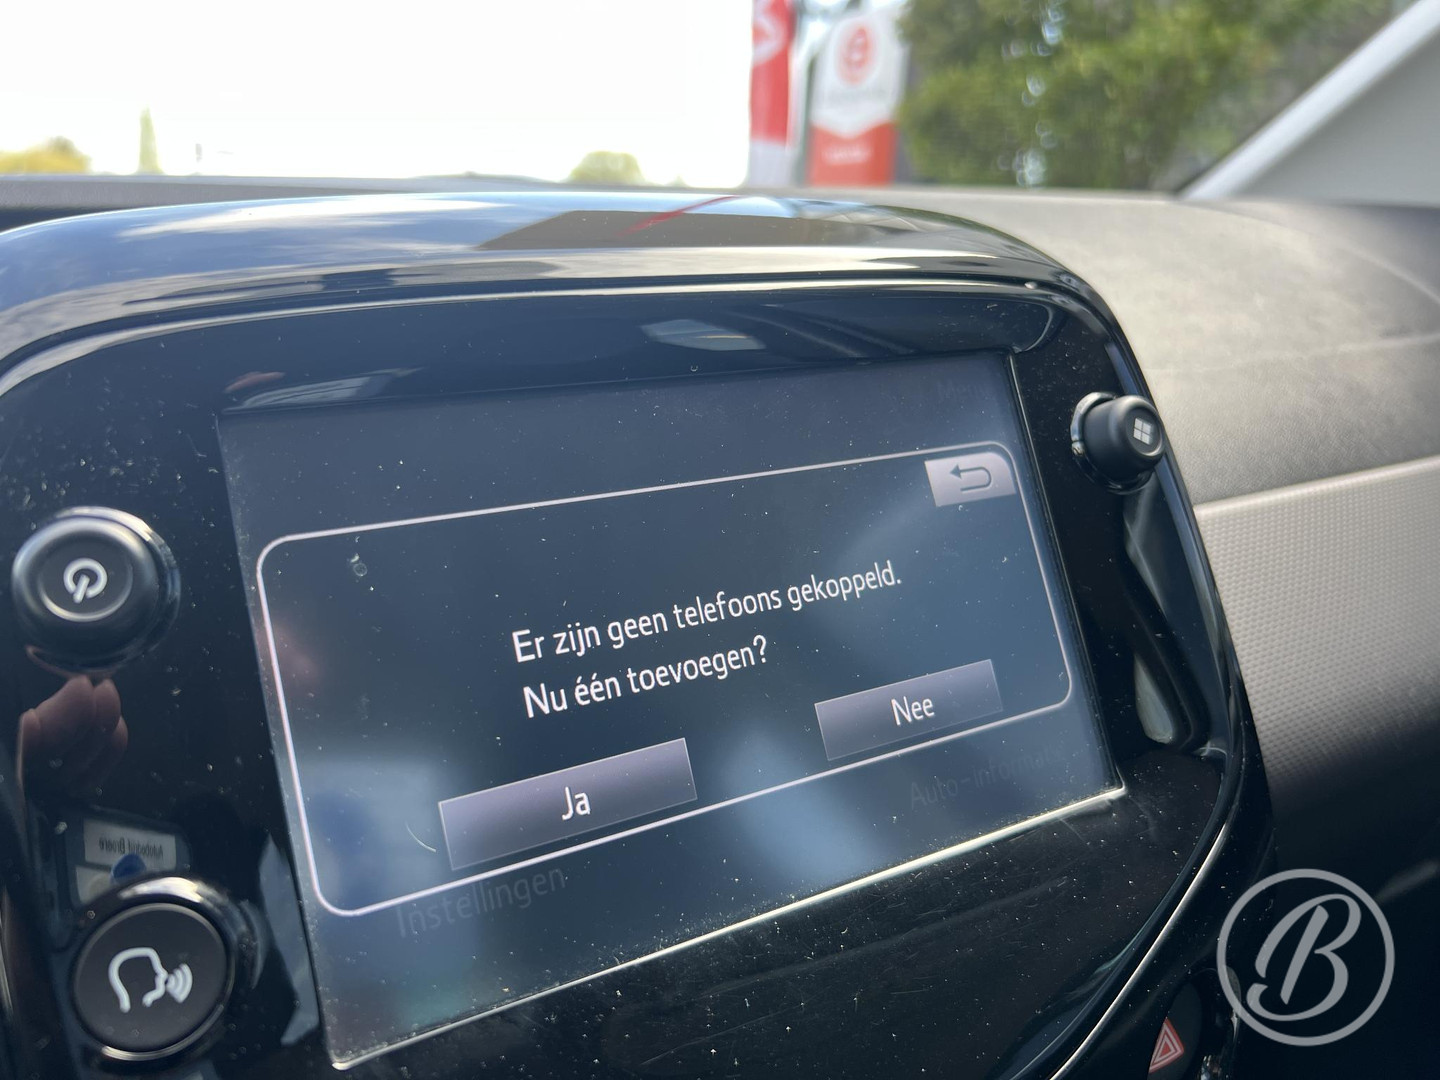 Er zijn geen telefoons gekoppeld.
Nu één toevoegen?
Nee
Ja
Instellingen
B